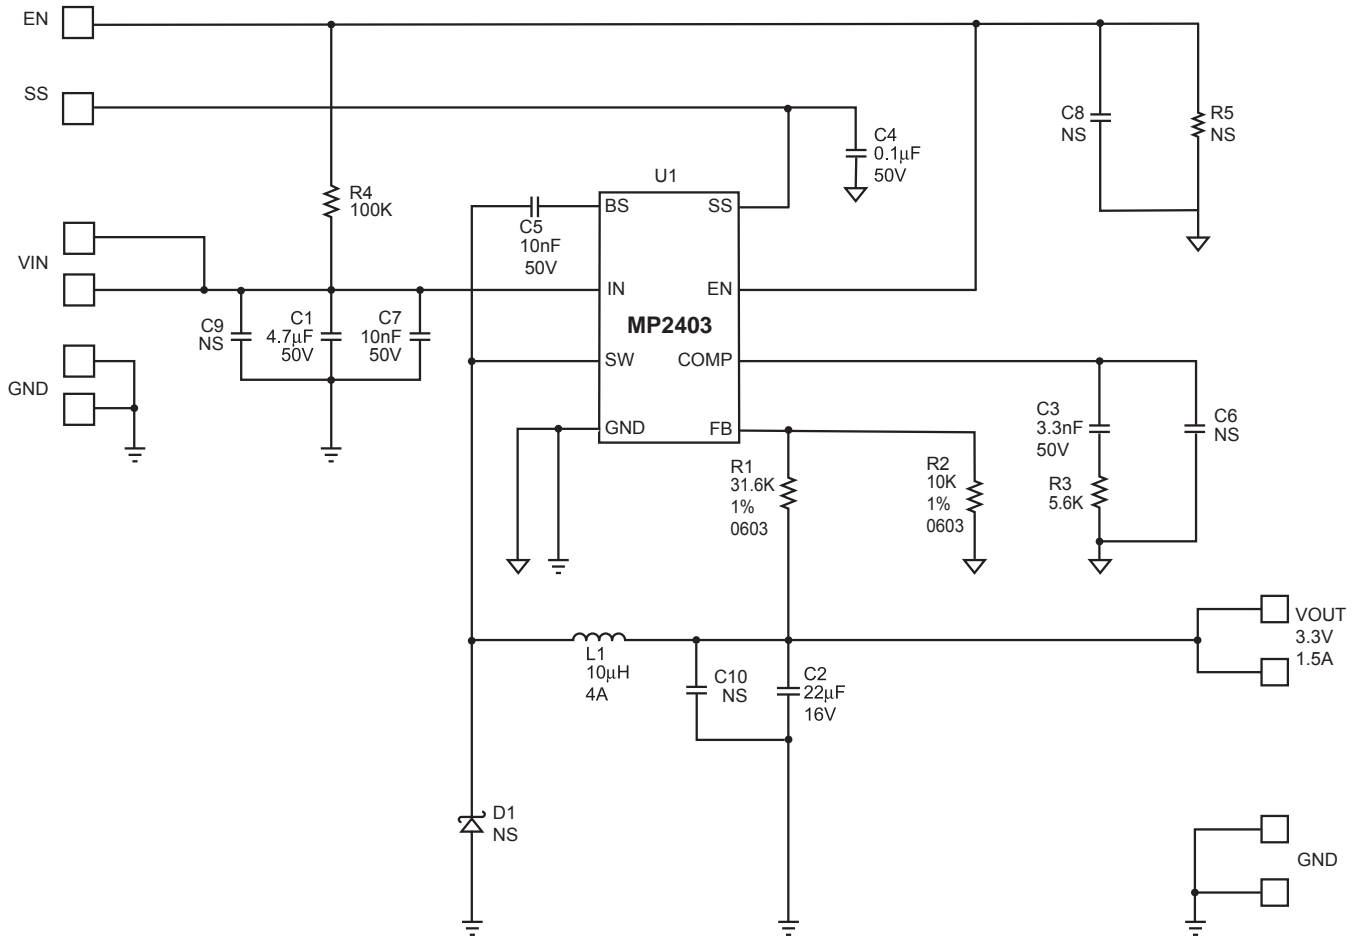 EN
SS
VIN
GND
R4
100K
C9
NS
C1
4.7µF
50V
C7
10nF
50V
C5
10nF
50V
U1
BS
IN
SW
GND
MP2403
SS
EN
COMP
FB
C4
0.1µF
50V
C8
NS
R5
NS
C3
3.3nF
50V
R3
5.6K
C6
NS
R1
31.6K
1%
0603
R2
10K
1%
0603
L1
10µH
4A
C10
NS
C2
22µF
16V
VOUT
3.3V
1.5A
D1
NS
GND